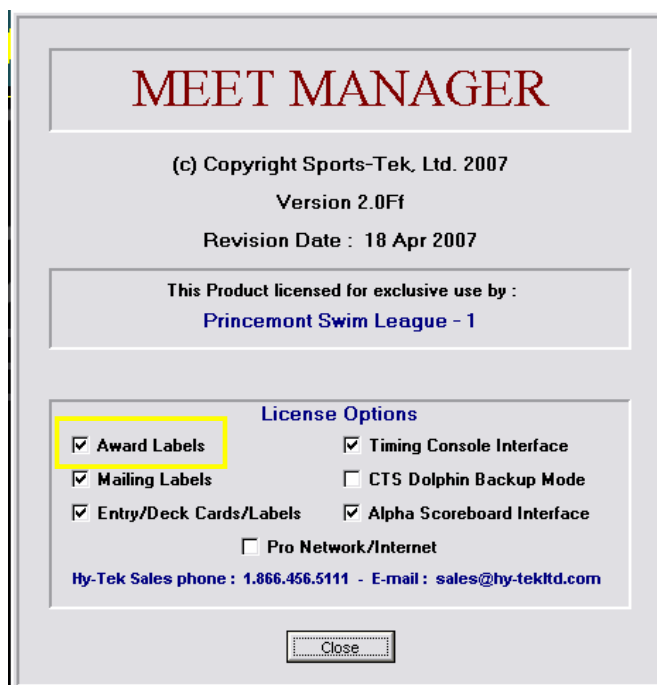 MEET MANAGER
(c) Copyright Sports-Tek, Ltd. 2007
Version 2.0Ff
Revision Date : 18 Apr 2007
This Product licensed for exclusive use by :
Princemont Swim League - 1
License Options
Award Labels
Timing Console Interface
Mailing Labels
CTS Dolphin Backup Mode
Entry/Deck Cards/Labels
Alpha Scoreboard Interface
Pro Network/Internet
Hy-Tek Sales phone : 1.866.456.5111 - E-mail : sales@hy-tekltd.com
Close